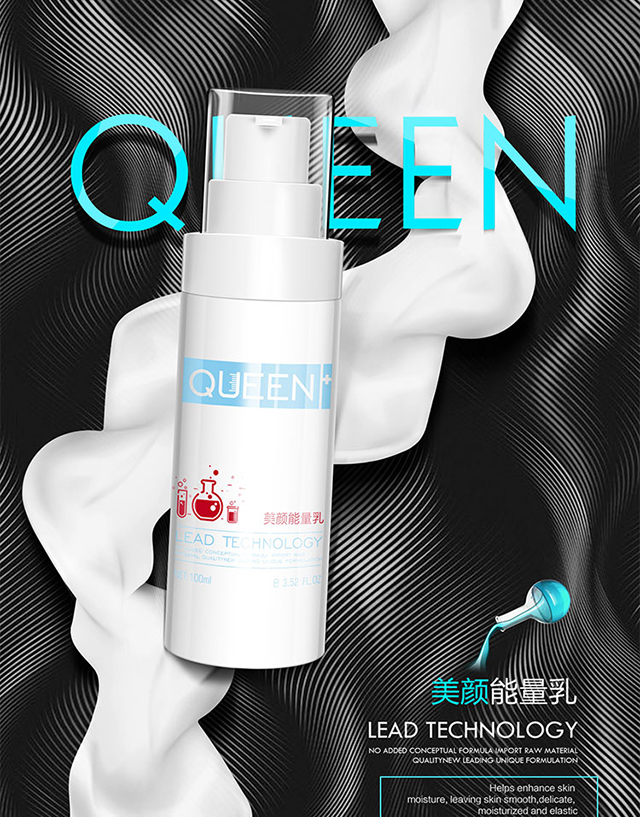 QUEEN
QUEEN+
美颜能量乳
LEAD TECHNOLOGY
100ml
3.52 FL.OZ
美颜能量乳
LEAD TECHNOLOGY
NO ADDED CONCEPTUAL FORMULA IMPORT RAW MATERIAL
QUALITYNEW LEADING UNIQUE FORMULATION
Helps enhance skin
moisture, leaving skin smooth,delicate,
moisturized and elastic